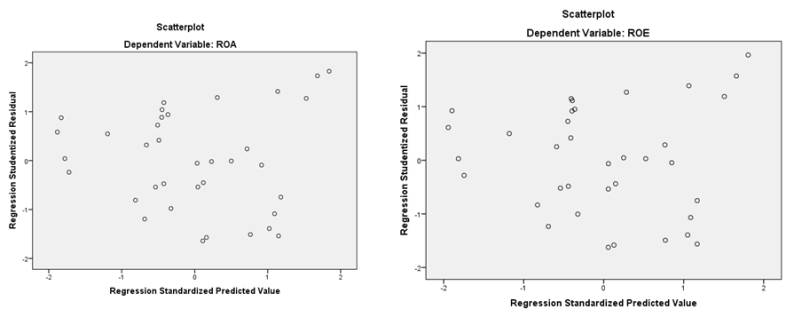 Scatterplot
Dependent Variable: ROA
Regression Studentized Residual
2
1
0
-1
-2
-2
-1
0
1
2
Regression Standardized Predicted Value
Scatterplot
Dependent Variable: ROE
Regression Studentized Residual
2
1
0
-1
-2
-2
-1
0
1
2
Regression Standardized Predicted Value